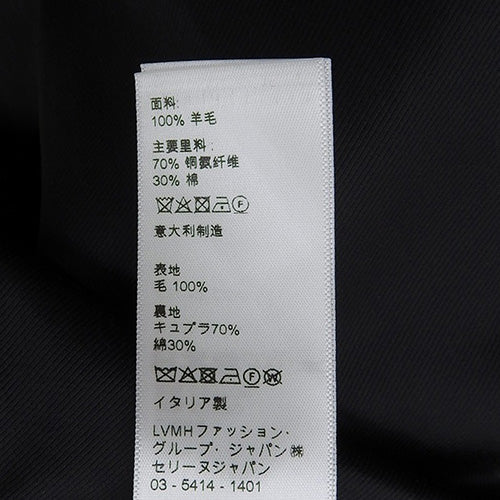 面料:
100% 羊毛
主要里料:
70% 铜氨纤维
30% 棉
意大利制造
表地
毛 100%
裏地
キュプラ70%
綿30%
イタリア製
LVMHファッション・
グループ・ジャパン㈱
セリーヌジャパン
03 - 5414 - 1401